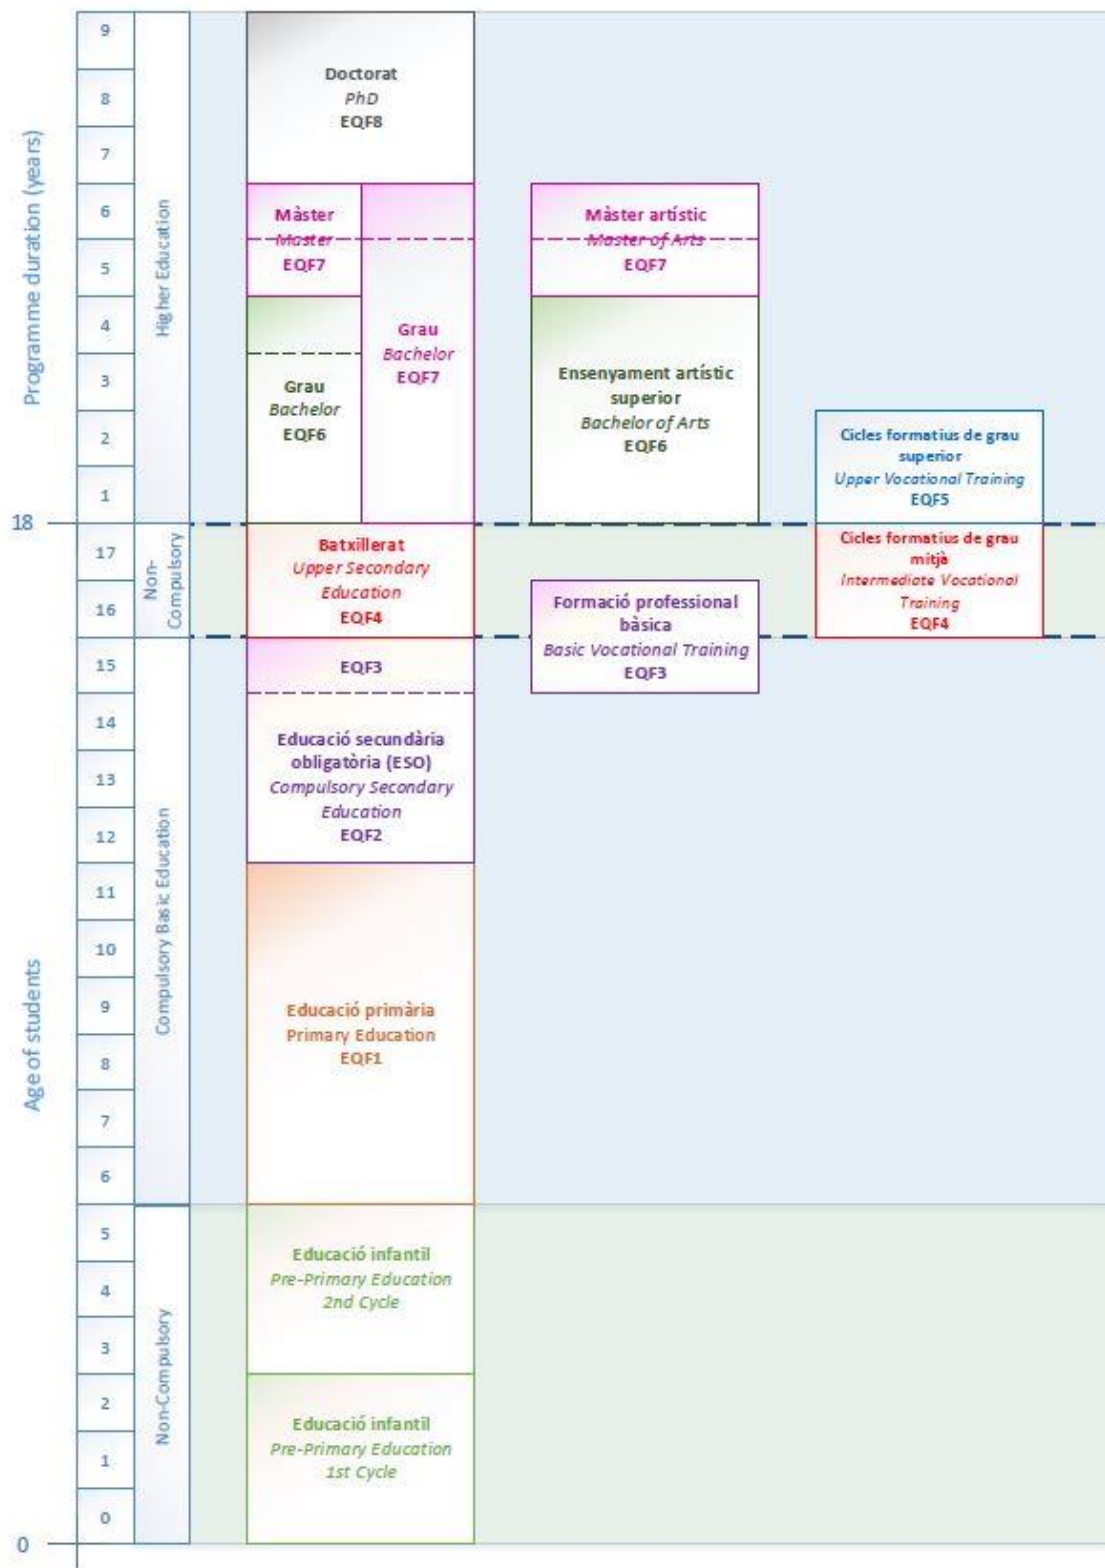 Programme duration (years)
Age of students
9
8
7
6
5
4
3
2
1
18
17
16
15
14
13
12
11
10
9
8
7
6
5
4
3
2
1
0
0
Higher Education
Non-
Compulsory
Compulsory Basic Education
Non-Compulsory
Doctorat
PhD
EQF8
Màster
Master
EQF7
Grau
Bachelor
EQF7
Grau
Bachelor
EQF6
Màster artístic
Master of Arts
EQF7
Ensenyament artístic
superior
Bachelor of Arts
EQF6
Cicles formatius de grau
superior
Upper Vocational Training
EQF5
Batxillerat
Upper Secondary
Education
EQF4
Formació professional
bàsica
Basic Vocational Training
EQF3
Cicles formatius de grau
mitjà
Intermediate Vocational
Training
EQF4
EQF3
Educació secundària
obligatòria (ESO)
Compulsory Secondary
Education
EQF2
Educació primària
Primary Education
EQF1
Educació infantil
Pre-Primary Education
2nd Cycle
Educació infantil
Pre-Primary Education
1st Cycle